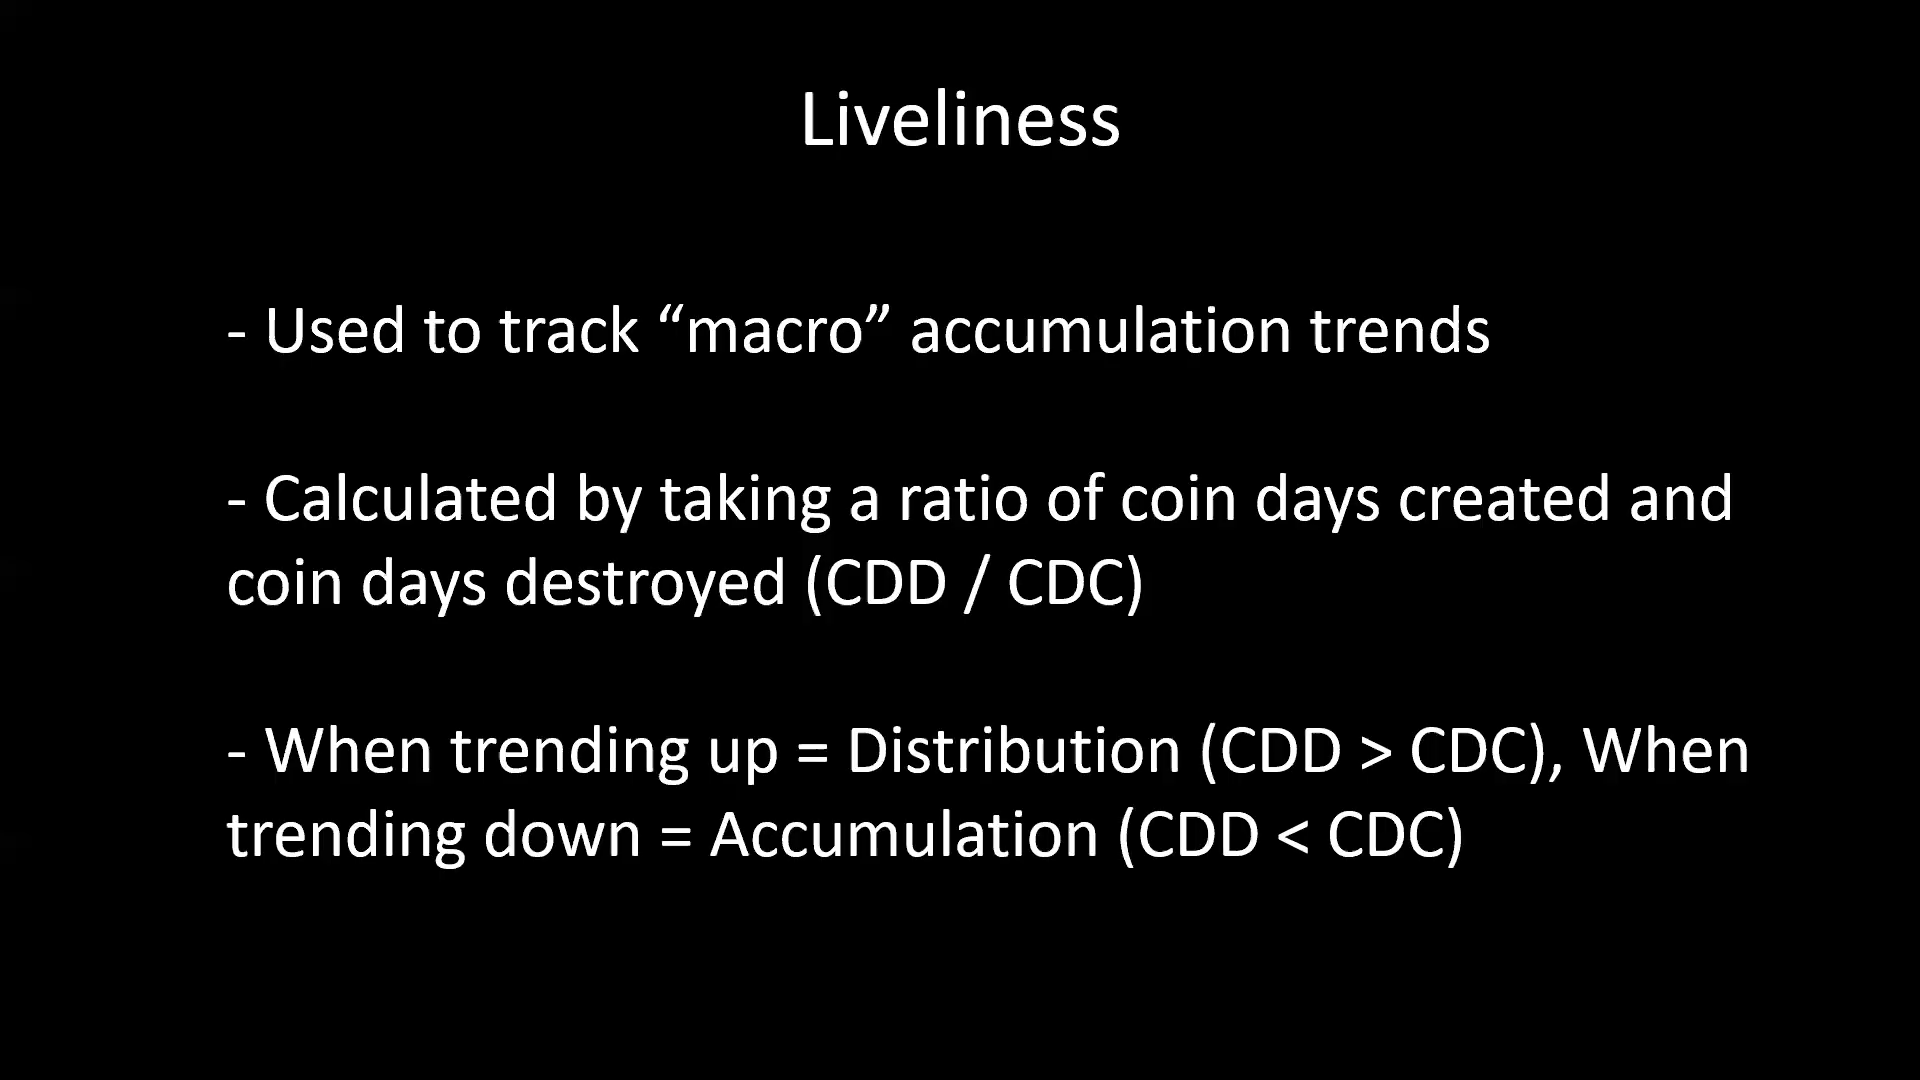 Liveliness
- Used to track “macro” accumulation trends
- Calculated by taking a ratio of coin days created and
coin days destroyed (CDD / CDC)
- When trending up = Distribution (CDD > CDC), When
trending down = Accumulation (CDD < CDC)